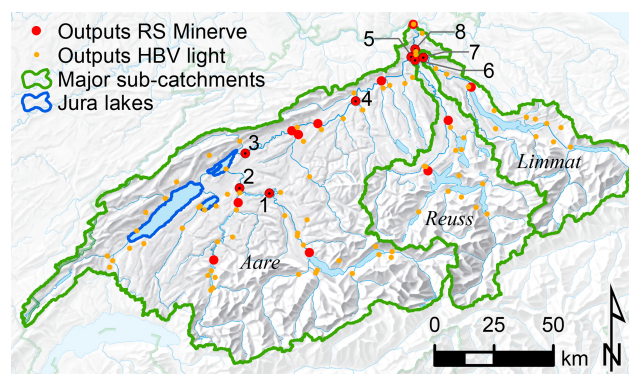 Outputs RS Minerve
Outputs HBV light
Major sub-catchments
Jura lakes
5
8
7
6
4
3
2
1
Limmat
Reuss
Aare
0 25 50
km
N